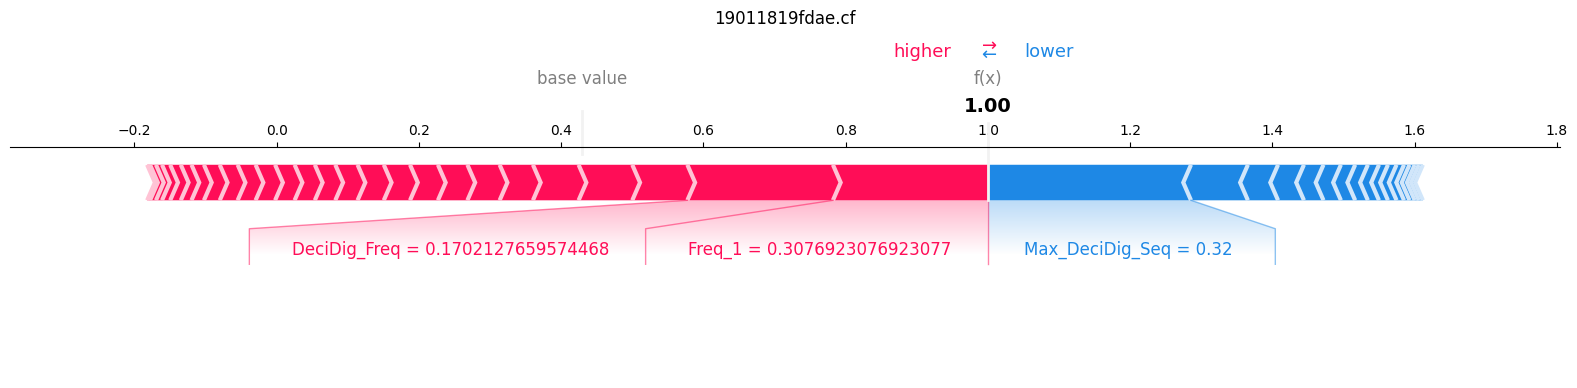 19011819fdae.cf
higher ⇄ lower
base value f(x)
1.00
−0.2 0.0 0.2 0.4 0.6 0.8 1.0 1.2 1.4 1.6 1.8
DeciDig_Freq = 0.1702127659574468 Freq_1 = 0.3076923076923077 Max_DeciDig_Seq = 0.32